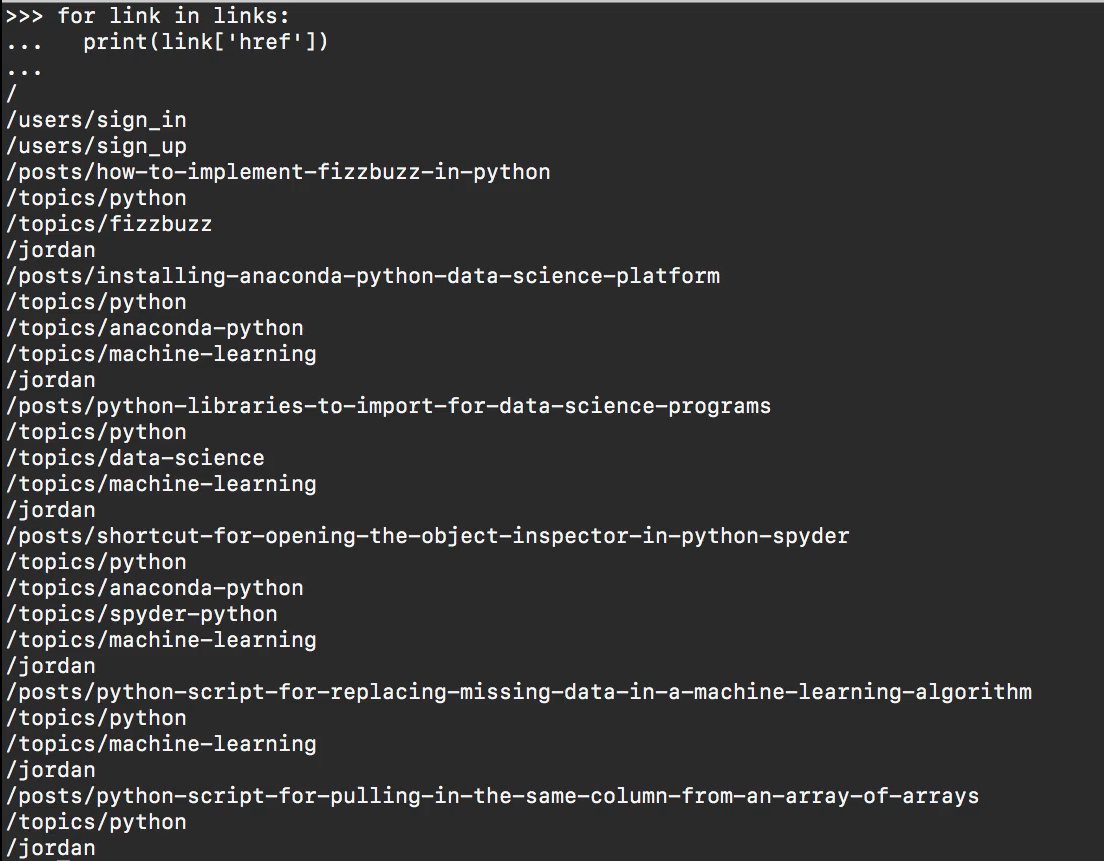 >>> for link in links:
...   print(link['href'])
...
/
/users/sign_in
/users/sign_up
/posts/how-to-implement-fizzbuzz-in-python
/topics/python
/topics/fizzbuzz
/jordan
/posts/installing-anaconda-python-data-science-platform
/topics/python
/topics/anaconda-python
/topics/machine-learning
/jordan
/posts/python-libraries-to-import-for-data-science-programs
/topics/python
/topics/data-science
/topics/machine-learning
/jordan
/posts/shortcut-for-opening-the-object-inspector-in-python-spyder
/topics/python
/topics/anaconda-python
/topics/spyder-python
/topics/machine-learning
/jordan
/posts/python-script-for-replacing-missing-data-in-a-machine-learning-algorithm
/topics/python
/topics/machine-learning
/jordan
/posts/python-script-for-pulling-in-the-same-column-from-an-array-of-arrays
/topics/python
/jordan